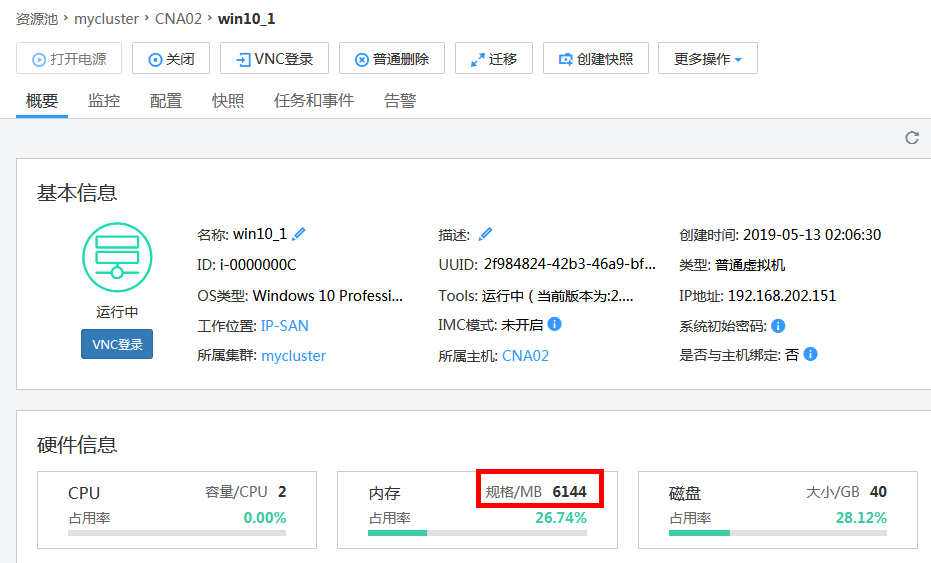 资源池 › mycluster › CNA02 › win10_1
打开电源 关闭 VNC登录 普通删除 迁移 创建快照 更多操作
概要 监控 配置 快照 任务和事件 告警
基本信息
名称: win10_1 描述: 创建时间: 2019-05-13 02:06:30
ID: i-0000000C UUID: 2f984824-42b3-46a9-bf... 类型: 普通虚拟机
OS类型: Windows 10 Professi... Tools: 运行中（当前版本为:2.... IP地址: 192.168.202.151
运行中
工作位置: IP-SAN IMC模式: 未开启 系统初始密码:
VNC登录
所属集群: mycluster 所属主机: CNA02 是否与主机绑定: 否
硬件信息
CPU 容量/CPU 2 内存 规格/MB 6144 磁盘 大小/GB 40
占用率 0.00% 占用率 26.74% 占用率 28.12%